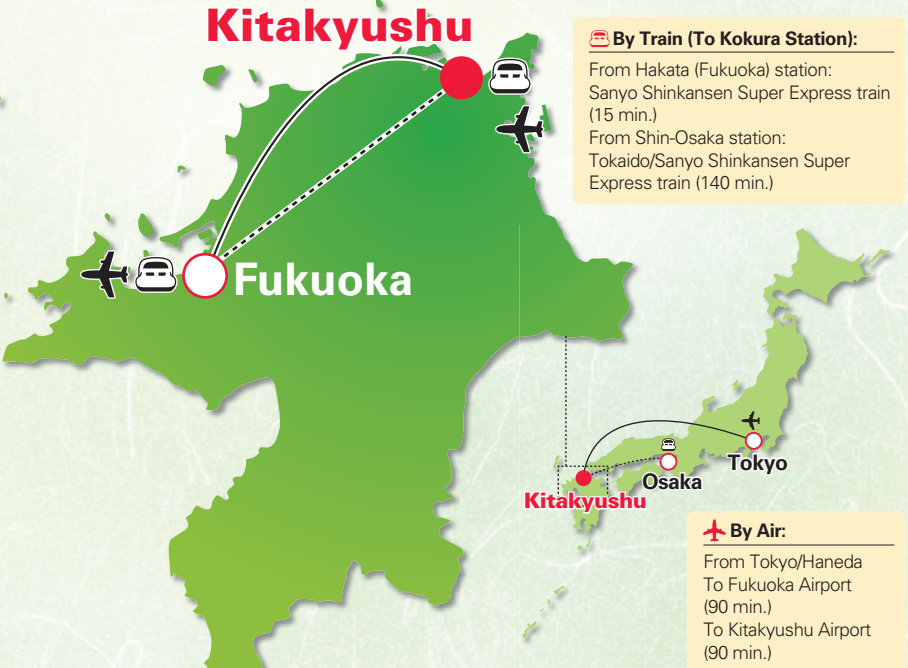 Kitakyushu
By Train (To Kokura Station):
From Hakata (Fukuoka) station:
Sanyo Shinkansen Super Express train
(15 min.)
From Shin-Osaka station:
Tokaido/Sanyo Shinkansen Super
Express train (140 min.)
Fukuoka
Tokyo
Osaka
Kitakyushu
By Air:
From Tokyo/Haneda
To Fukuoka Airport
(90 min.)
To Kitakyushu Airport
(90 min.)